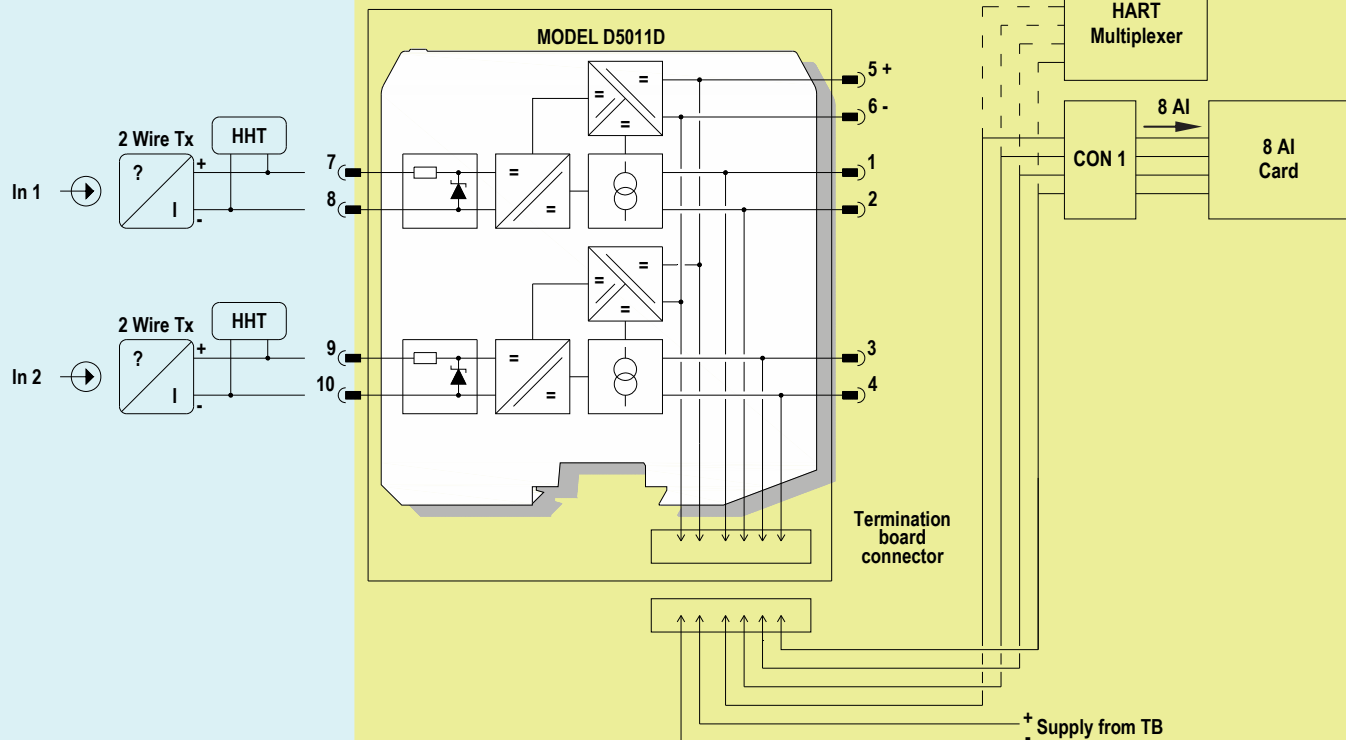 HART
Multiplexer
MODEL D5011D
5 +
6 -
8 AI
CON 1
8 AI
Card
2 Wire Tx
HHT
7
1
In 1
?
I
+
-
8
2
2 Wire Tx
HHT
9
3
In 2
?
I
+
-
10
4
=
=
=
=
=
=
=
=
=
=
Termination
board
connector
+
-
Supply from TB